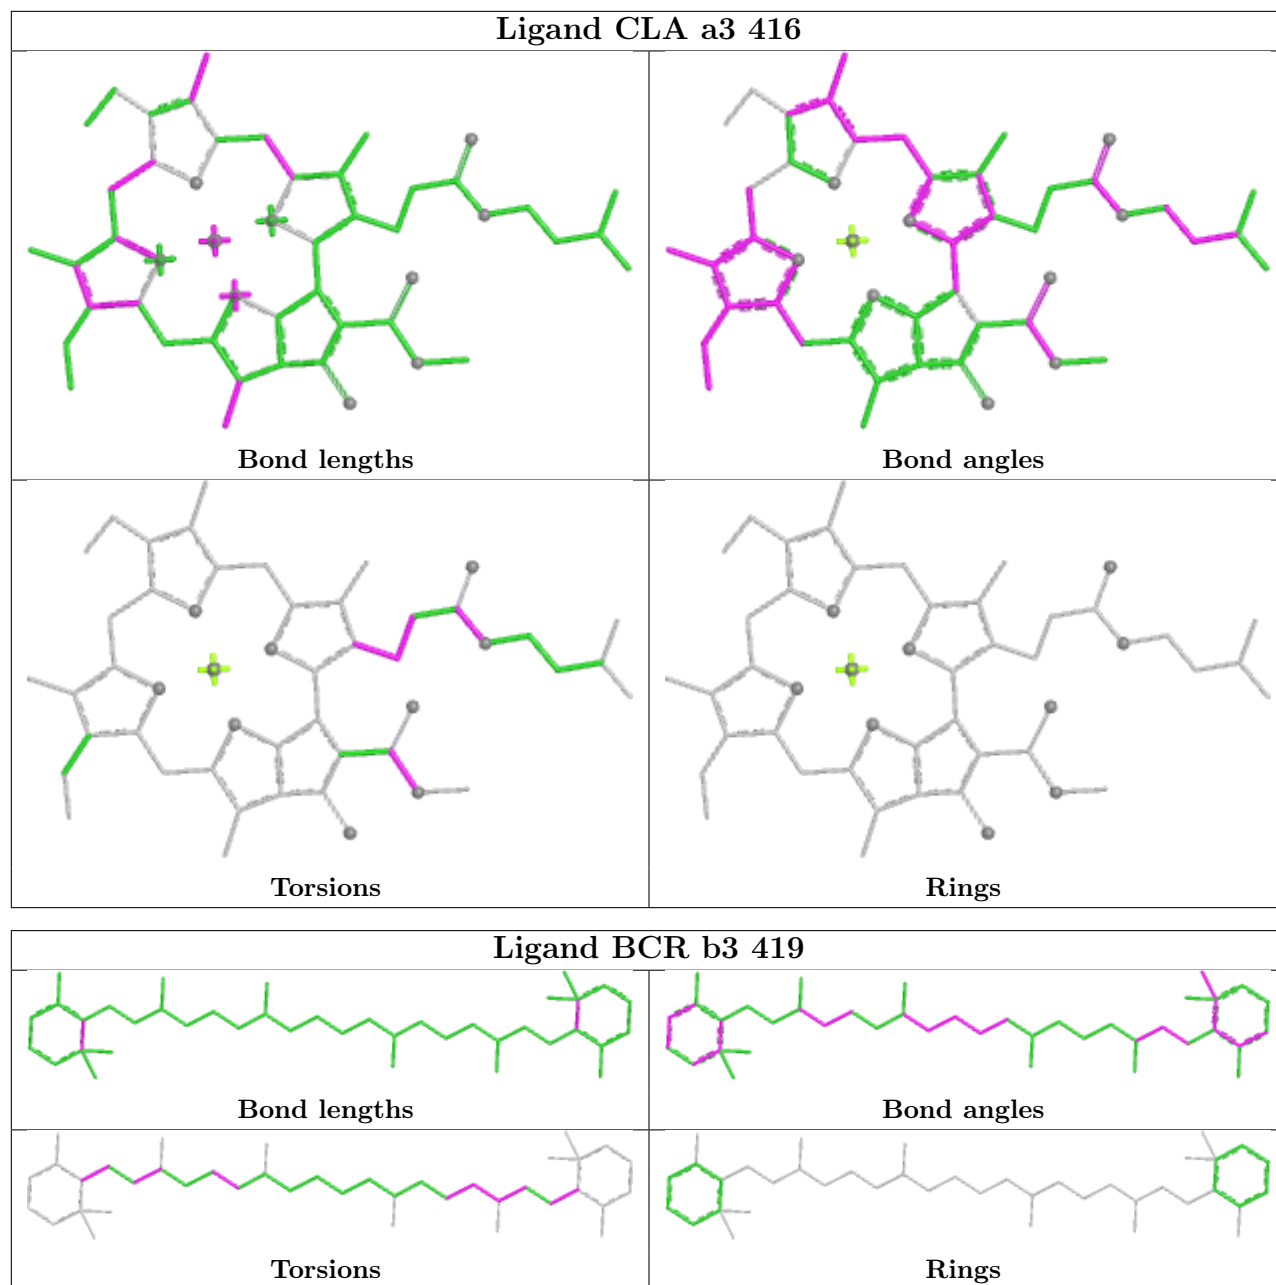 Ligand CLA a3 416
Bond lengths
Bond angles
Torsions
Rings
Ligand BCR b3 419
Bond lengths
Bond angles
Torsions
Rings